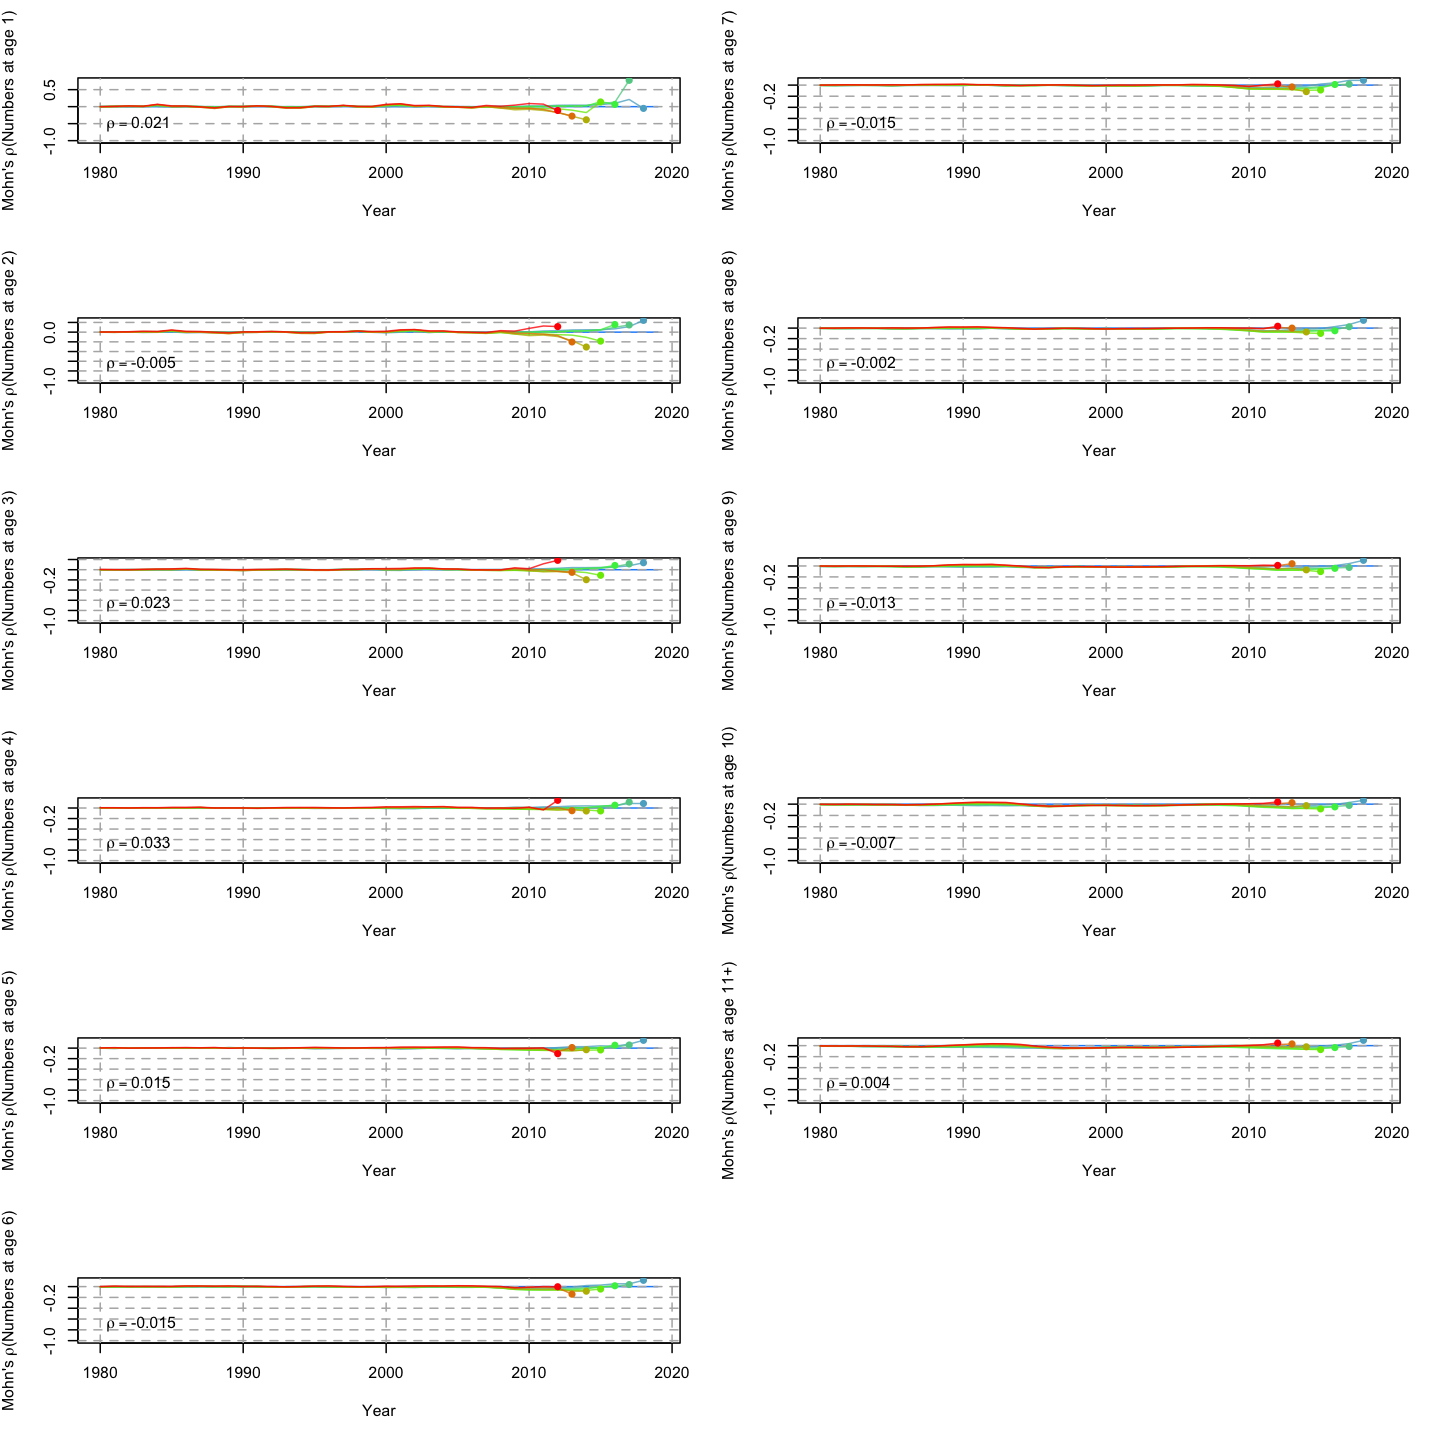 Mohn's ρ(Numbers at age 1)
0.5
-1.0
ρ = 0.021
1980 1990 2000 2010 2020
Year
Mohn's ρ(Numbers at age 2)
0.0
-1.0
ρ = -0.005
1980 1990 2000 2010 2020
Year
Mohn's ρ(Numbers at age 3)
-0.2
-1.0
ρ = 0.023
1980 1990 2000 2010 2020
Year
Mohn's ρ(Numbers at age 4)
-0.2
-1.0
ρ = 0.033
1980 1990 2000 2010 2020
Year
Mohn's ρ(Numbers at age 5)
-0.2
-1.0
ρ = 0.015
1980 1990 2000 2010 2020
Year
Mohn's ρ(Numbers at age 6)
-0.2
-1.0
ρ = -0.015
1980 1990 2000 2010 2020
Year
Mohn's ρ(Numbers at age 7)
-0.2
-1.0
ρ = -0.015
1980 1990 2000 2010 2020
Year
Mohn's ρ(Numbers at age 8)
-0.2
-1.0
ρ = -0.002
1980 1990 2000 2010 2020
Year
Mohn's ρ(Numbers at age 9)
-0.2
-1.0
ρ = -0.013
1980 1990 2000 2010 2020
Year
Mohn's ρ(Numbers at age 10)
-0.2
-1.0
ρ = -0.007
1980 1990 2000 2010 2020
Year
Mohn's ρ(Numbers at age 11+)
-0.2
-1.0
ρ = 0.004
1980 1990 2000 2010 2020
Year